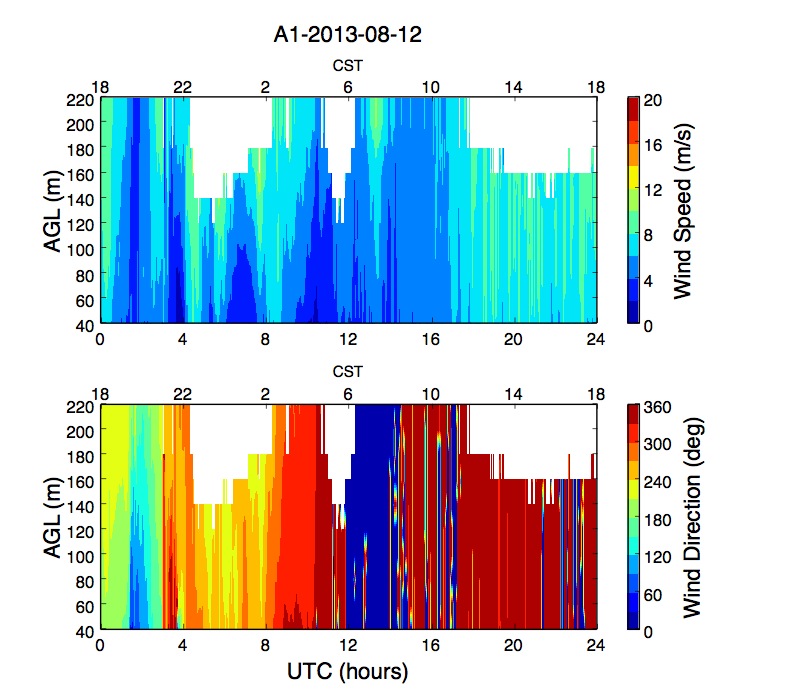 A1-2013-08-12
CST
18 22 2 6 10 14 18
220
200
180
160
140
120
100
80
60
40
AGL (m)
0 4 8 12 16 20 24
20
16
12
8
4
0
Wind Speed (m/s)
CST
18 22 2 6 10 14 18
220
200
180
160
140
120
100
80
60
40
AGL (m)
0 4 8 12 16 20 24
UTC (hours)
360
300
240
180
120
60
0
Wind Direction (deg)